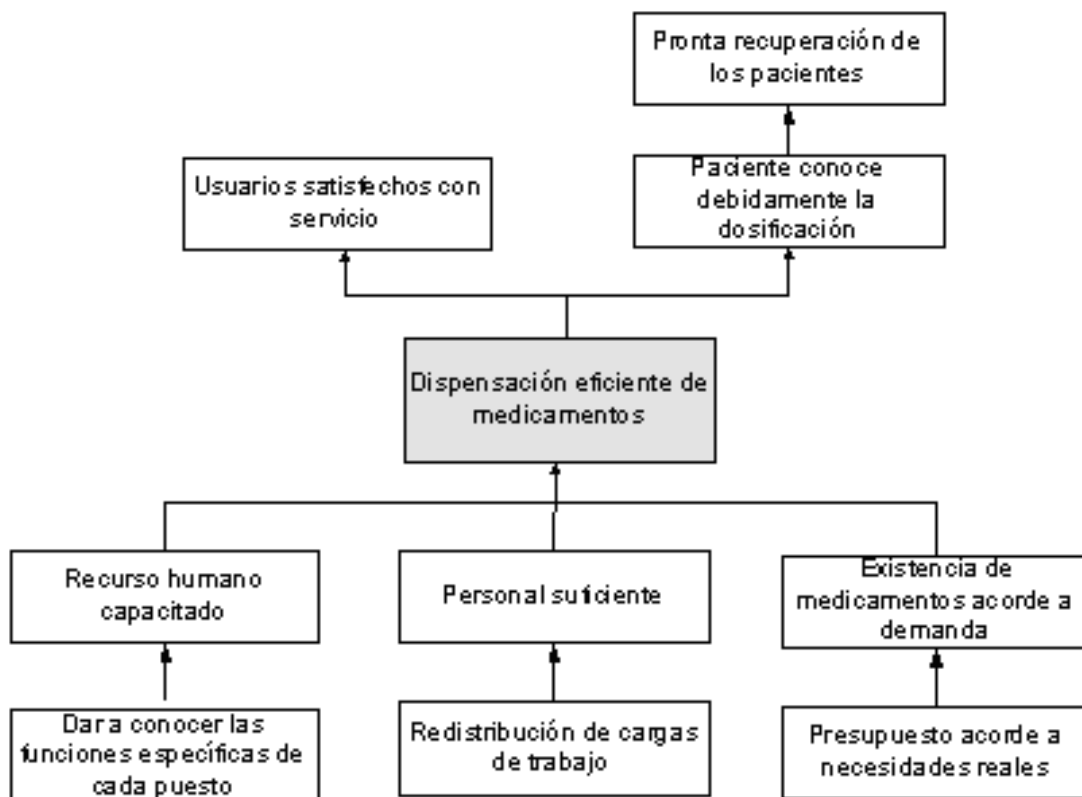 Pronta recuperación de
los pacientes
Usuarios satisfechos con
servicio
Paciente conoce
debidamente la
dosificación
Dispensación eficiente de
medicamentos
Recurso humano
capacitado
Personal suficiente
Existencia de
medicamentos acorde a
demanda
Dar a conocer las
funciones específicas de
cada puesto
Redistribución de cargas
de trabajo
Presupuesto acorde a
necesidades reales